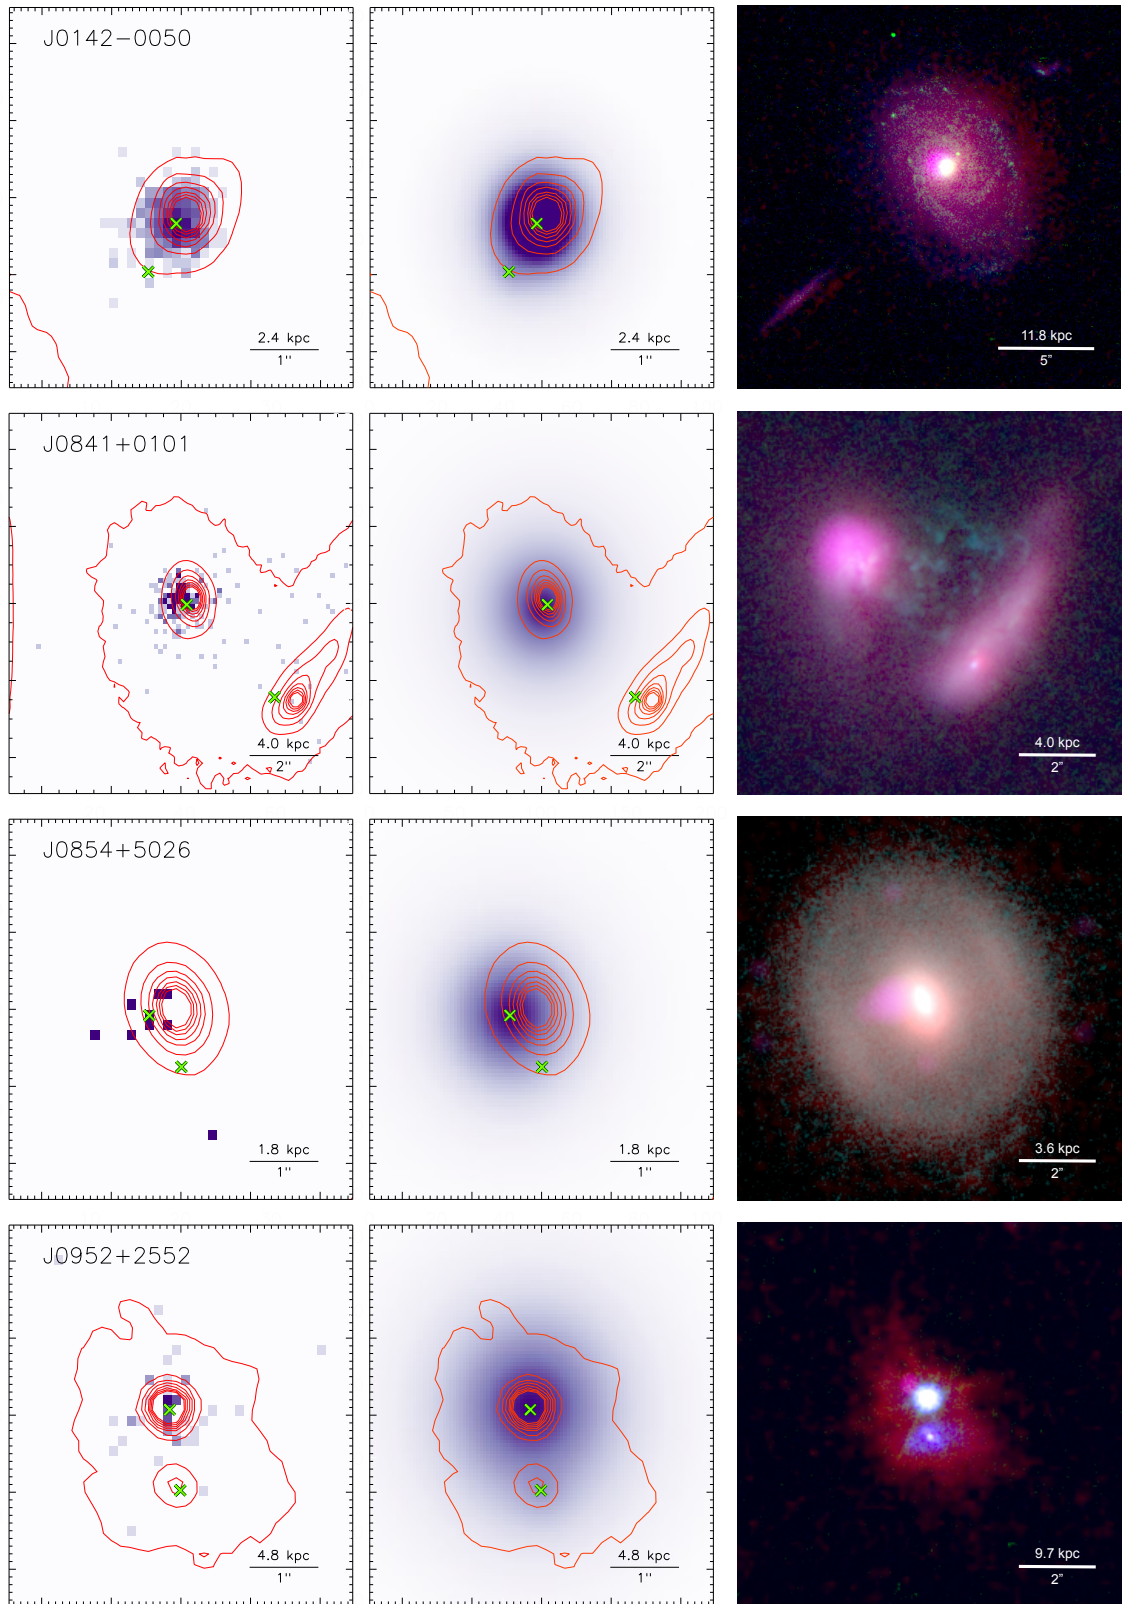 J0142−0050
2.4 kpc
1''
2.4 kpc
1''
11.8 kpc
5"
J0841+0101
4.0 kpc
2''
4.0 kpc
2''
4.0 kpc
2"
J0854+5026
1.8 kpc
1''
1.8 kpc
1''
3.6 kpc
2"
J0952+2552
4.8 kpc
1''
4.8 kpc
1''
9.7 kpc
2"